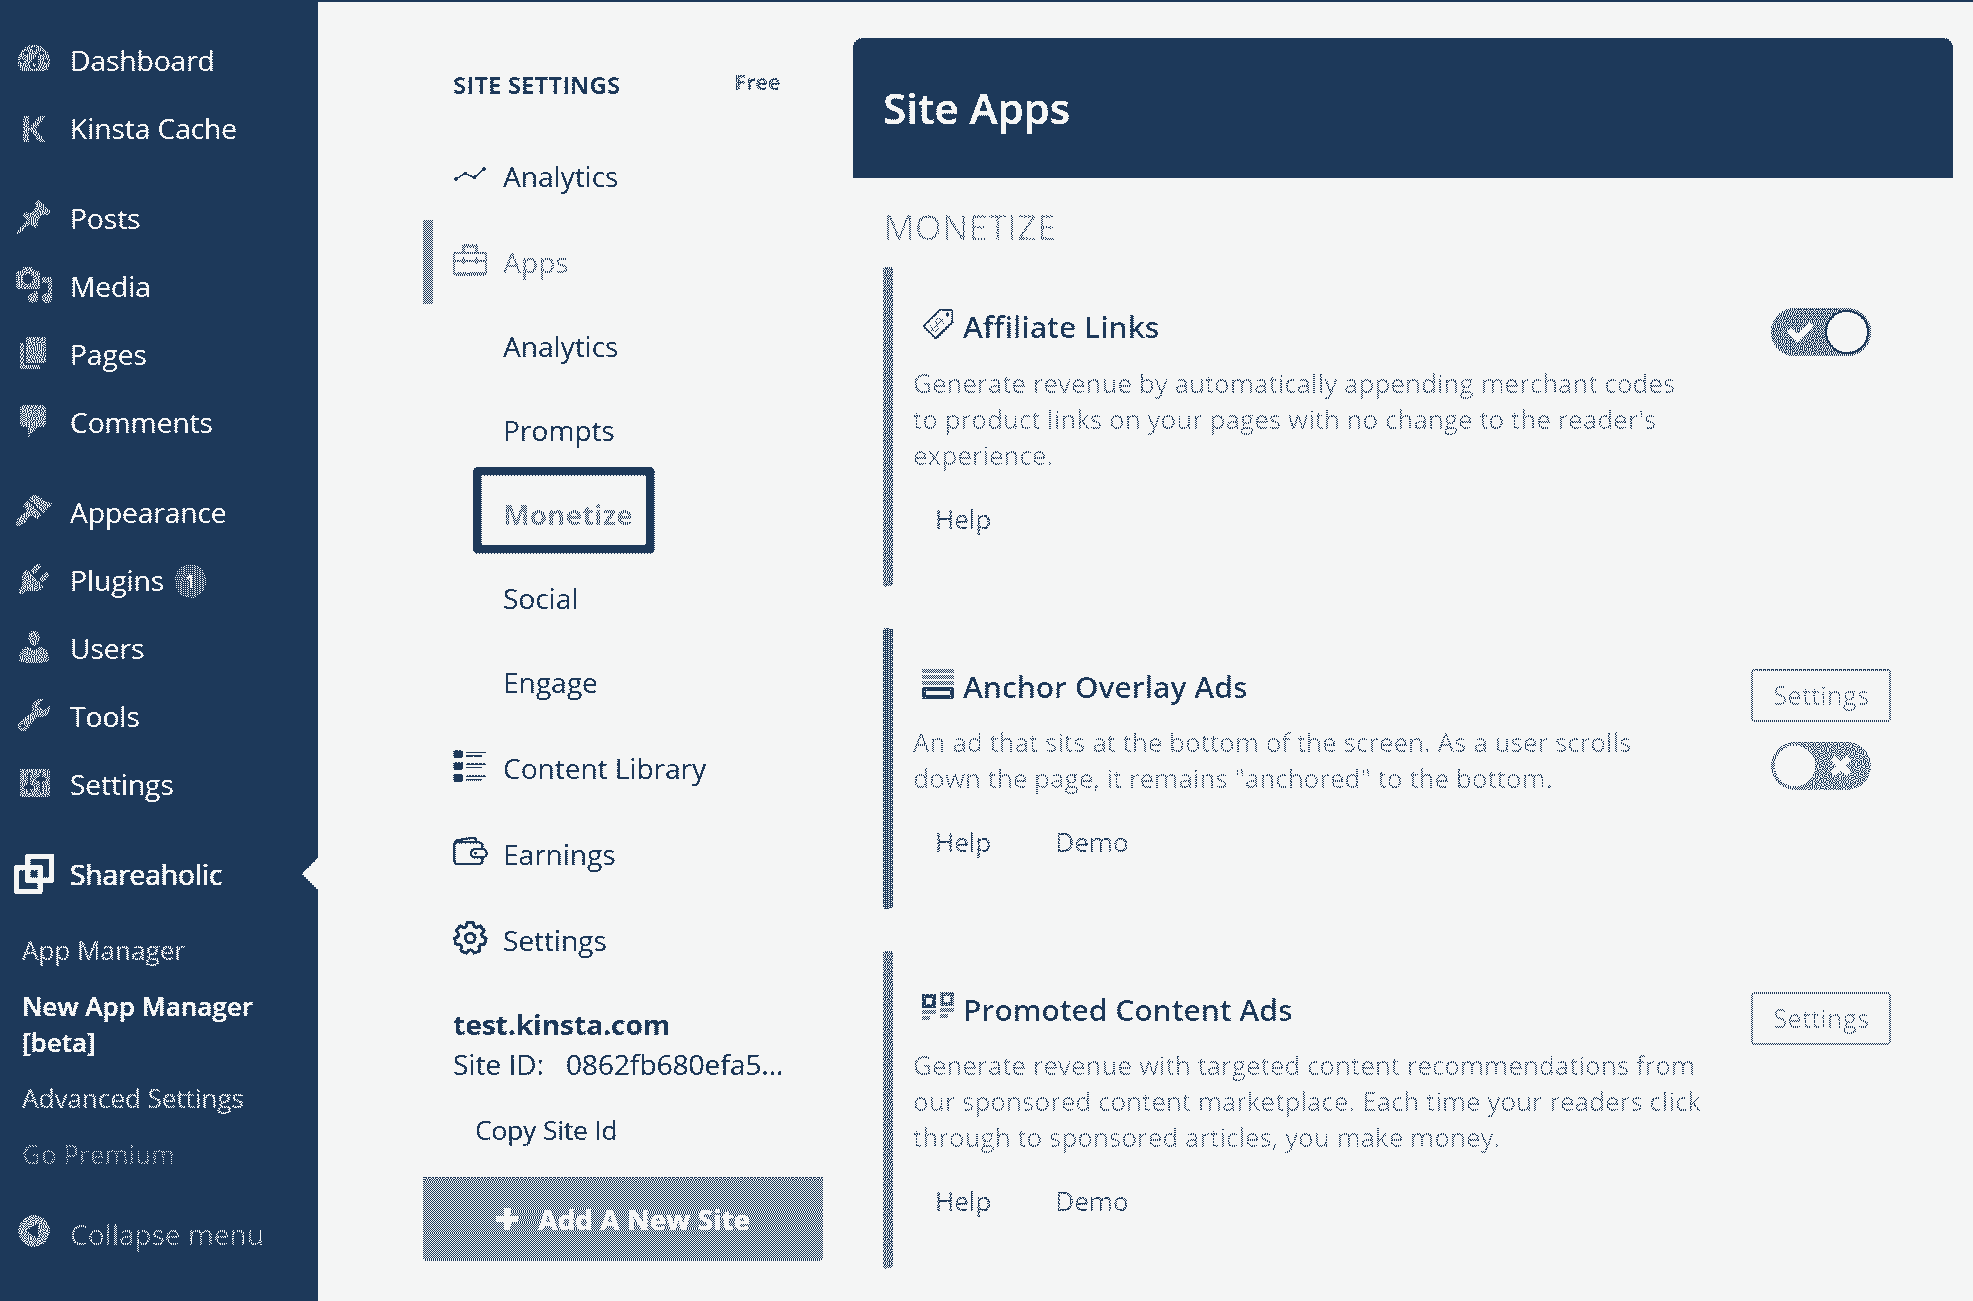 Dashboard
Kinsta Cache
Posts
Media
Pages
Comments
Appearance
Plugins 1
Users
Tools
Settings
Shareaholic
App Manager
New App Manager
[beta]
Advanced Settings
Go Premium
Collapse menu
SITE SETTINGS Free
Analytics
Apps
Analytics
Prompts
Monetize
Social
Engage
Content Library
Earnings
Settings
test.kinsta.com
Site ID: 0862fb680efa5...
Copy Site Id
+ Add A New Site
Site Apps
MONETIZE
Affiliate Links
Generate revenue by automatically appending merchant codes
to product links on your pages with no change to the reader's
experience.
Help
Anchor Overlay Ads
Settings
An ad that sits at the bottom of the screen. As a user scrolls
down the page, it remains "anchored" to the bottom.
Help Demo
Promoted Content Ads
Settings
Generate revenue with targeted content recommendations from
our sponsored content marketplace. Each time your readers click
through to sponsored articles, you make money.
Help Demo